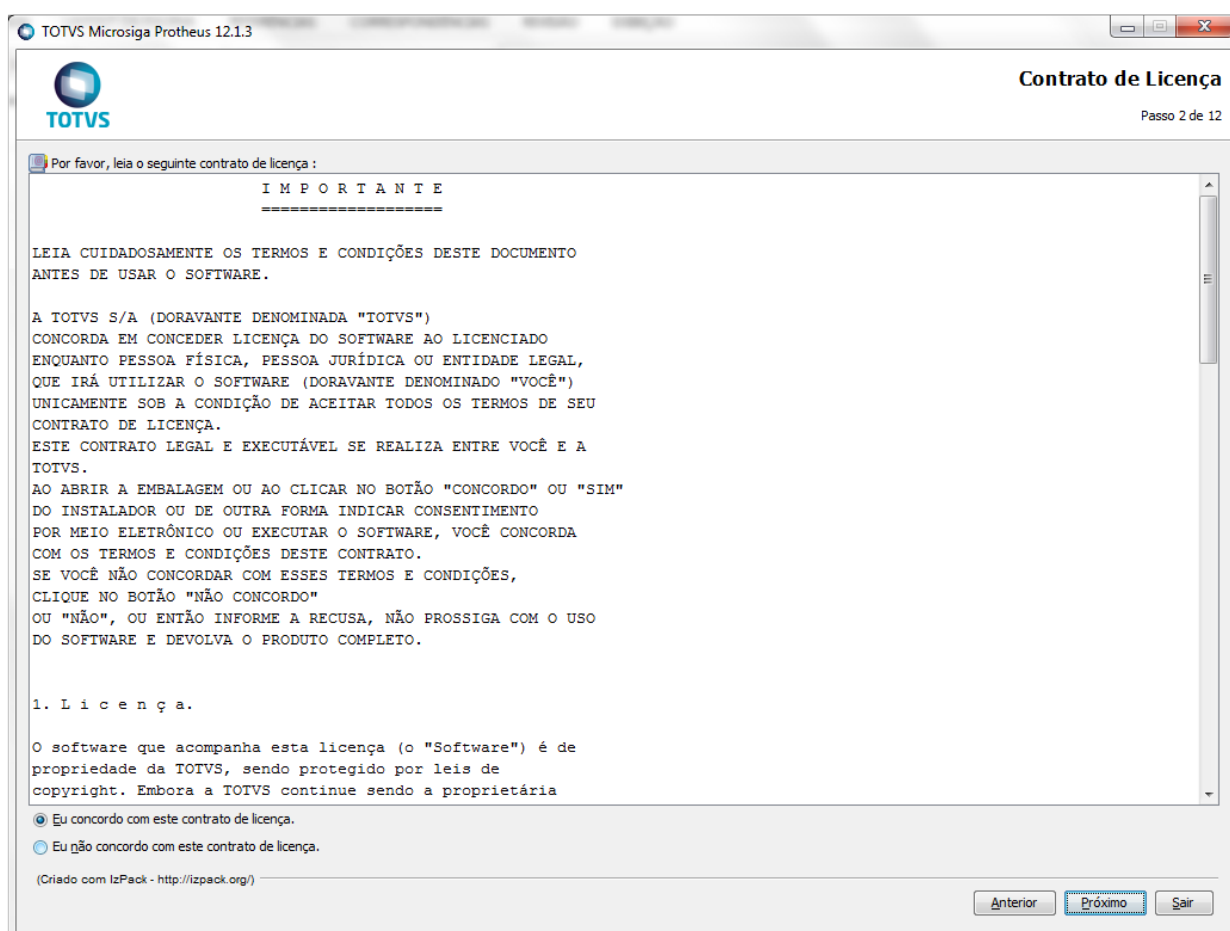 TOTVS Microsiga Protheus 12.1.3
TOTVS
Contrato de Licença
Passo 2 de 12
Por favor, leia o seguinte contrato de licença :
I M P O R T A N T E
===================
LEIA CUIDADOSAMENTE OS TERMOS E CONDIÇÕES DESTE DOCUMENTO
ANTES DE USAR O SOFTWARE.
A TOTVS S/A (DORAVANTE DENOMINADA "TOTVS")
CONCORDA EM CONCEDER LICENÇA DO SOFTWARE AO LICENCIADO
ENQUANTO PESSOA FÍSICA, PESSOA JURÍDICA OU ENTIDADE LEGAL,
QUE IRÁ UTILIZAR O SOFTWARE (DORAVANTE DENOMINADO "VOCÊ")
UNICAMENTE SOB A CONDIÇÃO DE ACEITAR TODOS OS TERMOS DE SEU
CONTRATO DE LICENÇA.
ESTE CONTRATO LEGAL E EXECUTÁVEL SE REALIZA ENTRE VOCÊ E A
TOTVS.
AO ABRIR A EMBALAGEM OU AO CLICAR NO BOTÃO "CONCORDO" OU "SIM"
DO INSTALADOR OU DE OUTRA FORMA INDICAR CONSENTIMENTO
POR MEIO ELETRÔNICO OU EXECUTAR O SOFTWARE, VOCÊ CONCORDA
COM OS TERMOS E CONDIÇÕES DESTE CONTRATO.
SE VOCÊ NÃO CONCORDAR COM ESSES TERMOS E CONDIÇÕES,
CLIQUE NO BOTÃO "NÃO CONCORDO"
OU "NÃO", OU ENTÃO INFORME A RECUSA, NÃO PROSSIGA COM O USO
DO SOFTWARE E DEVOLVA O PRODUTO COMPLETO.
1. L i c e n ç a.
O software que acompanha esta licença (o "Software") é de
propriedade da TOTVS, sendo protegido por leis de
copyright. Embora a TOTVS continue sendo a proprietária
Eu concordo com este contrato de licença.
Eu não concordo com este contrato de licença.
(Criado com IzPack - http://izpack.org/)
Anterior
Próximo
Sair